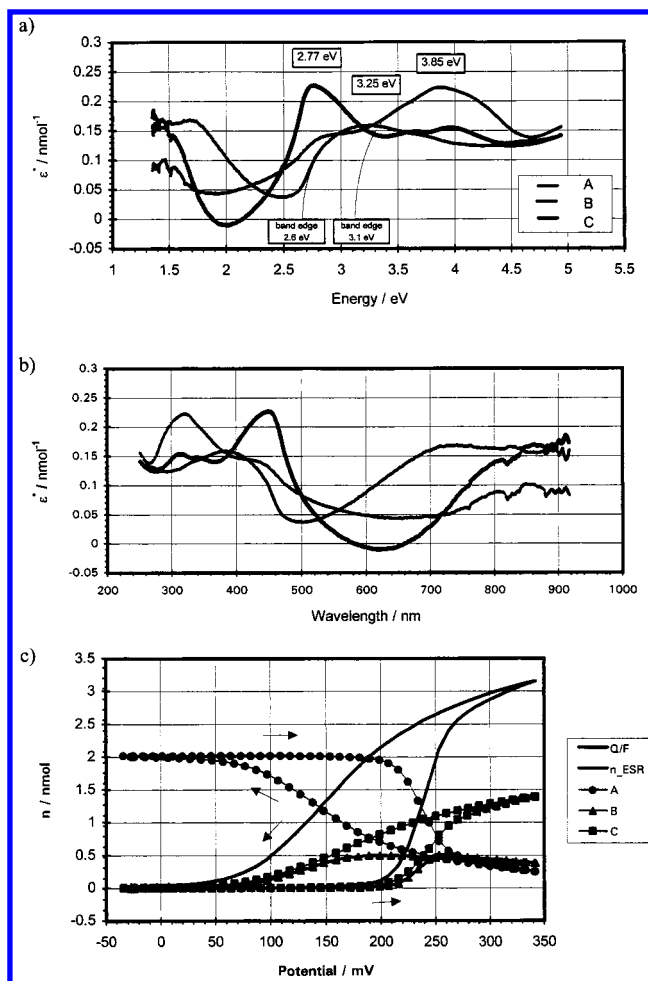 a)
0.3
0.25
0.2
0.15
0.1
0.05
0
-0.05
ε* / nmol⁻¹
2.77 eV
3.25 eV
3.85 eV
band edge
2.6 eV
band edge
3.1 eV
A
B
C
1 1.5 2 2.5 3 3.5 4 4.5 5 5.5
Energy / eV
b)
0.3
0.25
0.2
0.15
0.1
0.05
0
-0.05
ε* / nmol⁻¹
200 300 400 500 600 700 800 900 1000
Wavelength / nm
c)
3.5
3
2.5
2
1.5
1
0.5
0
-0.5
n / nmol
Q/F
n_ESR
A
B
C
-50 0 50 100 150 200 250 300 350
Potential / mV